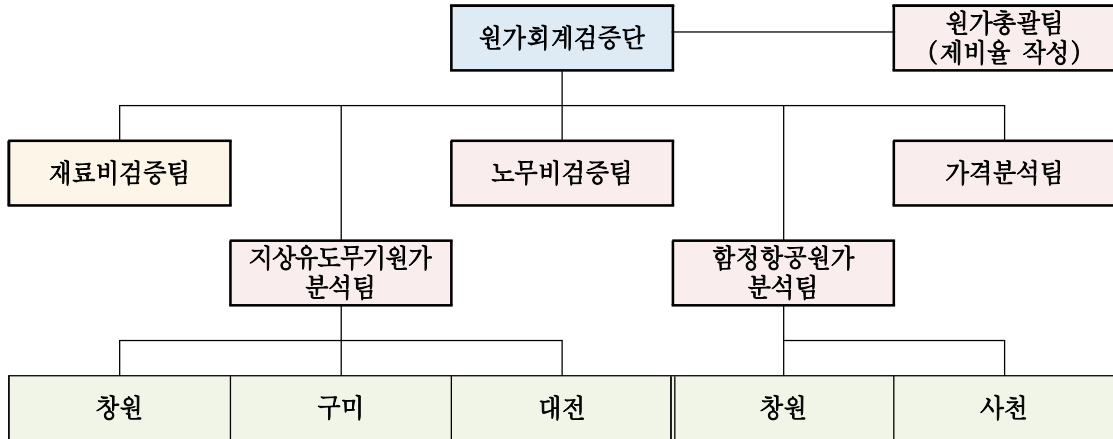 원가회계검증단
원가총괄팀
(제비율 작성)
재료비검증팀
노무비검증팀
가격분석팀
지상유도무기원가
분석팀
함정항공원가
분석팀
창원
구미
대전
창원
사천